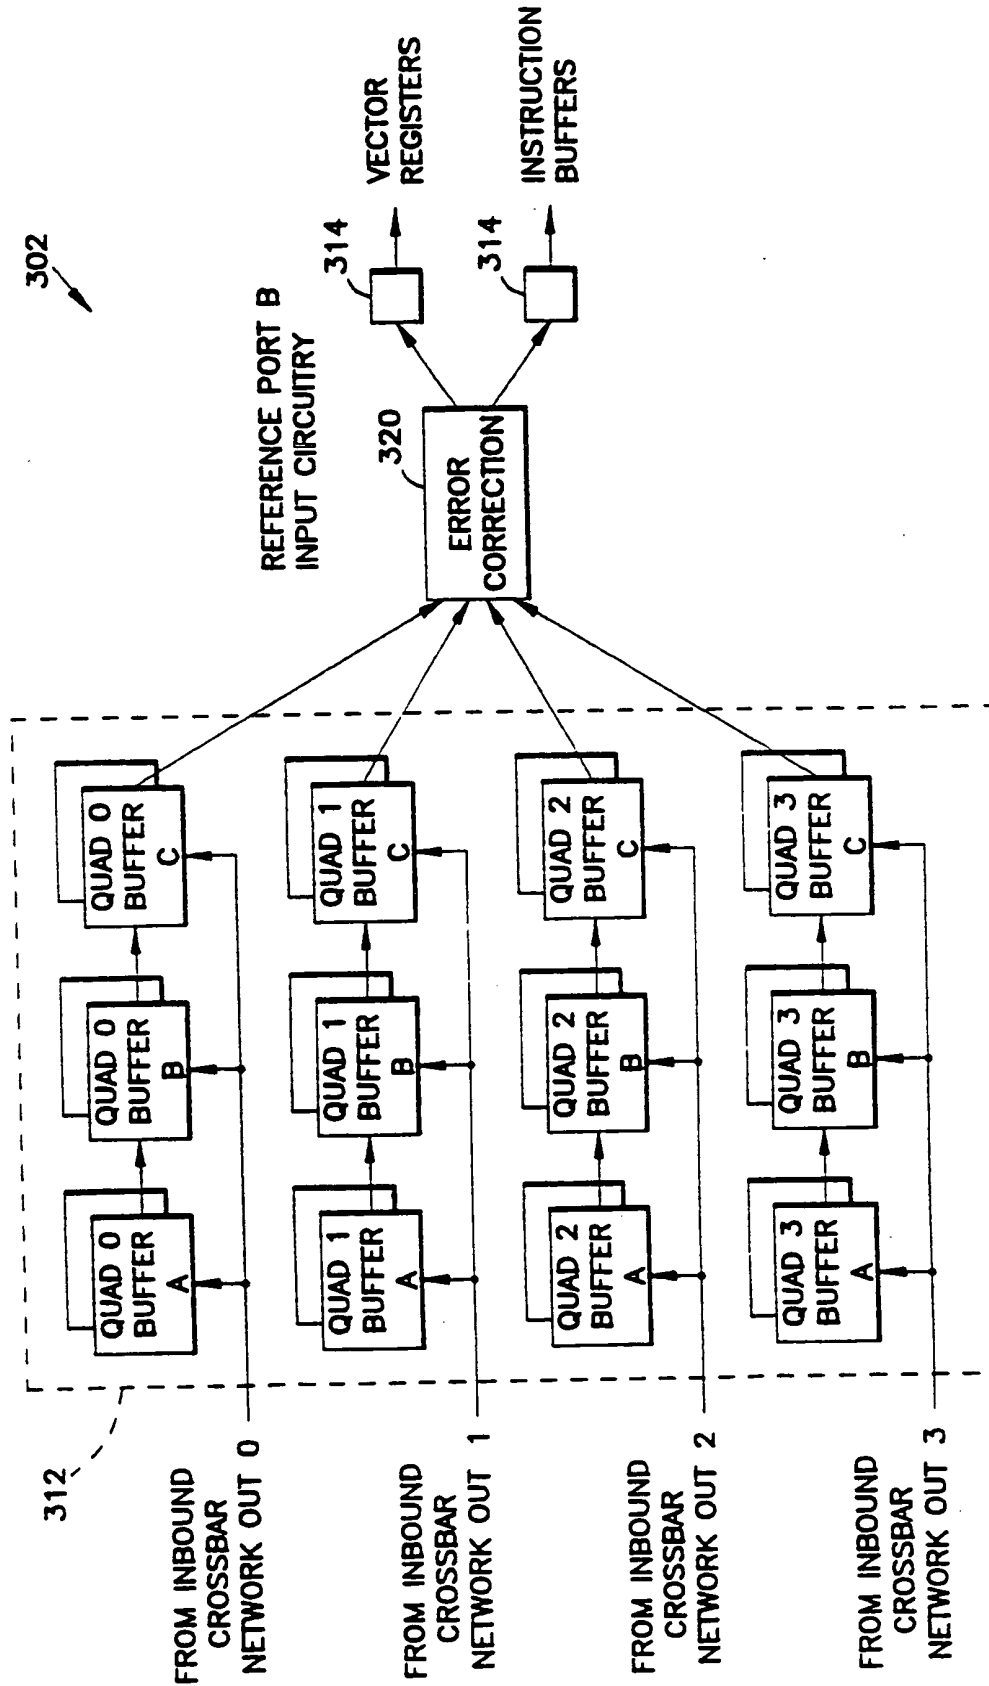 302
REFERENCE PORT B
INPUT CIRCUITRY
312
FROM INBOUND
CROSSBAR
NETWORK OUT 0
QUAD 0
BUFFER
A
QUAD 0
BUFFER
B
QUAD 0
BUFFER
C
FROM INBOUND
CROSSBAR
NETWORK OUT 1
QUAD 1
BUFFER
A
QUAD 1
BUFFER
B
QUAD 1
BUFFER
C
FROM INBOUND
CROSSBAR
NETWORK OUT 2
QUAD 2
BUFFER
A
QUAD 2
BUFFER
B
QUAD 2
BUFFER
C
FROM INBOUND
CROSSBAR
NETWORK OUT 3
QUAD 3
BUFFER
A
QUAD 3
BUFFER
B
QUAD 3
BUFFER
C
320
ERROR
CORRECTION
314
VECTOR
REGISTERS
314
INSTRUCTION
BUFFERS